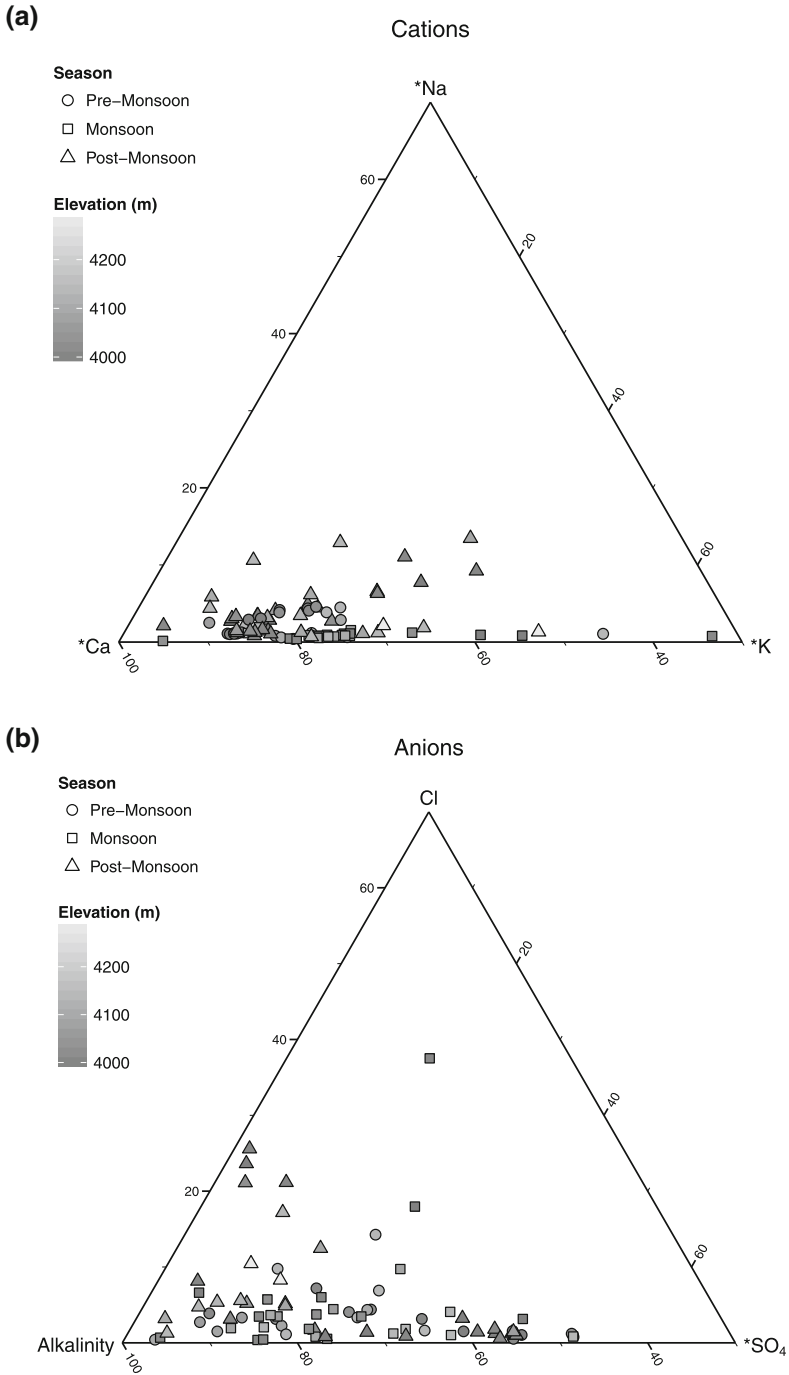 (a)
Cations
Season
Pre−Monsoon
Monsoon
Post−Monsoon
Elevation (m)
4200
4100
4000
*Na
60
20
40
40
20
60
*Ca
*K
100
80
60
40
(b)
Anions
Season
Pre−Monsoon
Monsoon
Post−Monsoon
Elevation (m)
4200
4100
4000
Cl
60
20
40
40
20
60
Alkalinity
*SO4
100
80
60
40